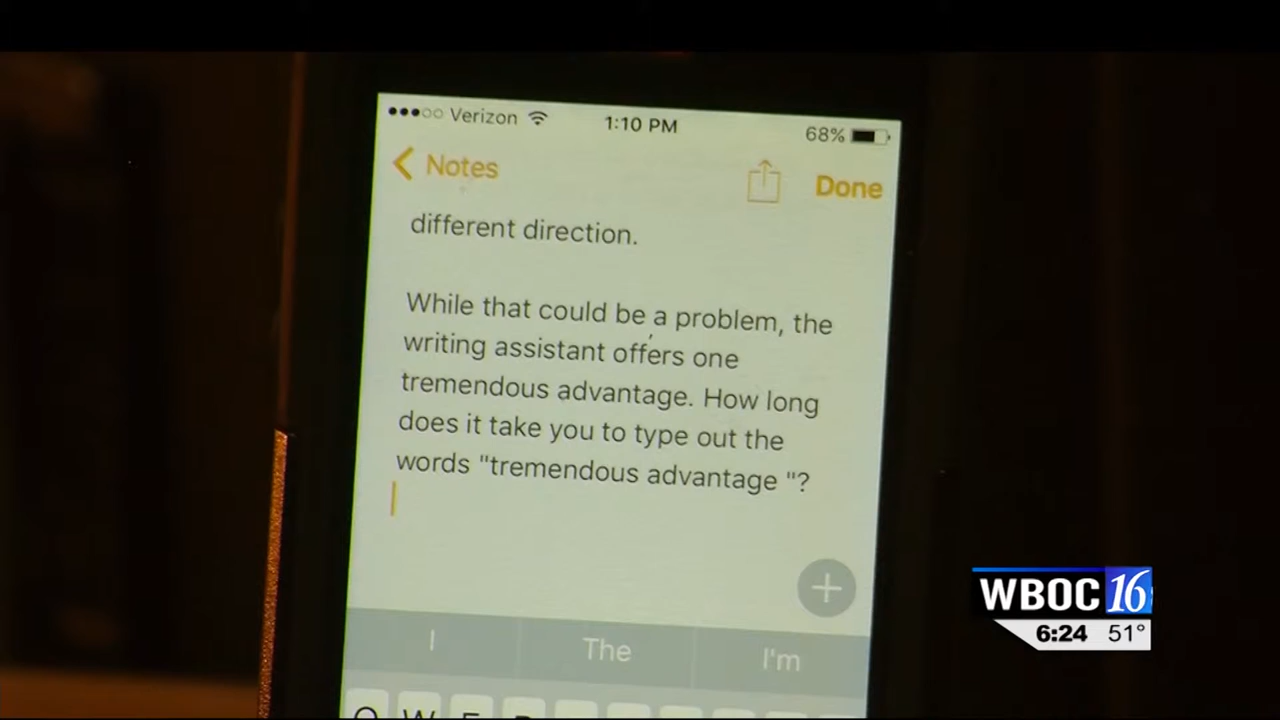 ●●●○○ Verizon 1:10 PM 68%
Notes Done
different direction.
While that could be a problem, the
writing assistant offers one
tremendous advantage. How long
does it take you to type out the
words "tremendous advantage "?
I The I'm
Q W E R
WBOC 16
6:24 51°